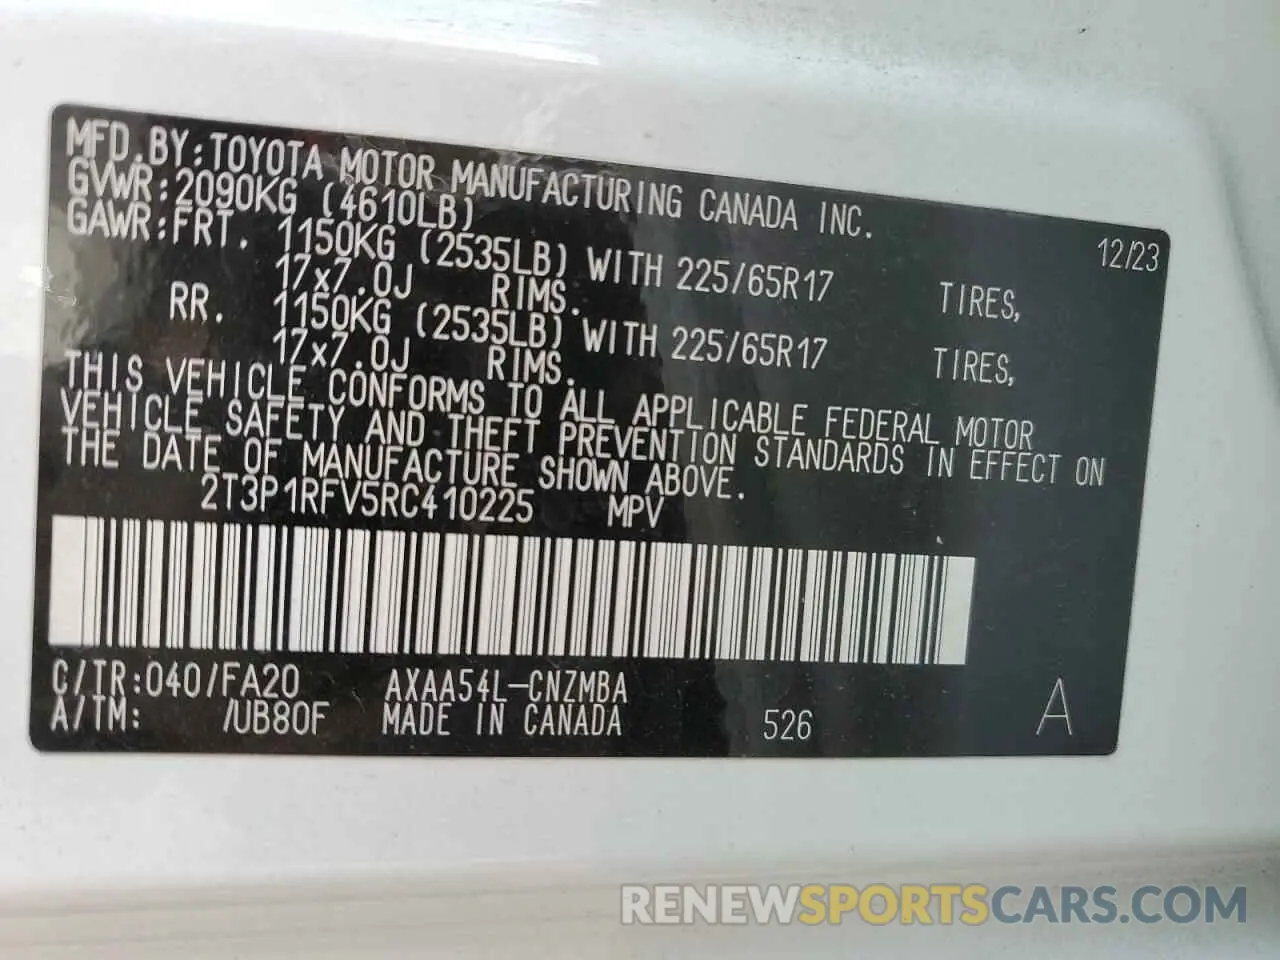 MFD.BY:TOYOTA MOTOR MANUFACTURING CANADA INC.
12/23
GVWR:2090KG (4610LB)
GAWR:FRT. 1150KG (2535LB) WITH 225/65R17 TIRES,
17x7.0J RIMS.
RR. 1150KG (2535LB) WITH 225/65R17 TIRES,
17x7.0J RIMS.
THIS VEHICLE CONFORMS TO ALL APPLICABLE FEDERAL MOTOR
VEHICLE SAFETY AND THEFT PREVENTION STANDARDS IN EFFECT ON
THE DATE OF MANUFACTURE SHOWN ABOVE.
2T3P1RFV5RC410225 MPV
C/TR:040/FA20 AXAA54L-CNZMBA
A/TM: /UB80F MADE IN CANADA 526 A
RENEWSPORTSCARS.COM